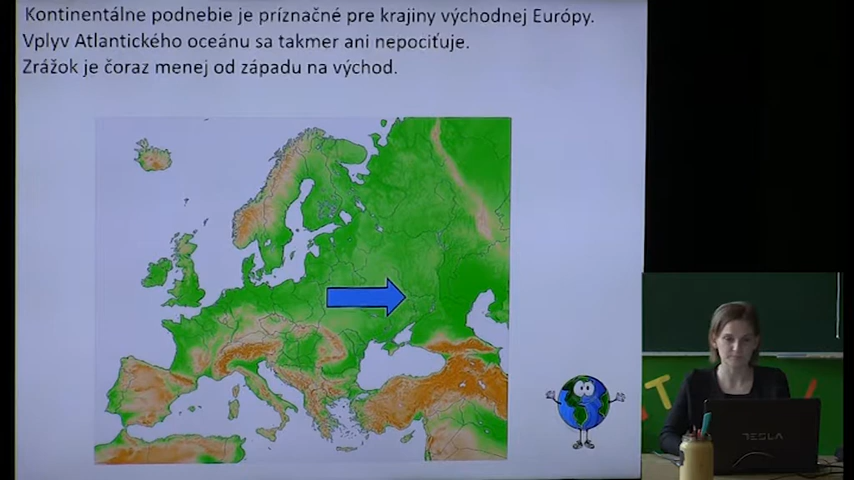 Kontinentálne podnebie je príznačné pre krajiny východnej Európy.
Vplyv Atlantického oceánu sa takmer ani nepociťuje.
Zrážok je čoraz menej od západu na východ.
TESLA